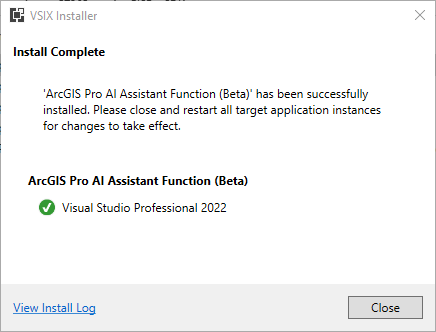 VSIX Installer
Install Complete
'ArcGIS Pro AI Assistant Function (Beta)' has been successfully
installed. Please close and restart all target application instances
for changes to take effect.
ArcGIS Pro AI Assistant Function (Beta)
Visual Studio Professional 2022
View Install Log
Close